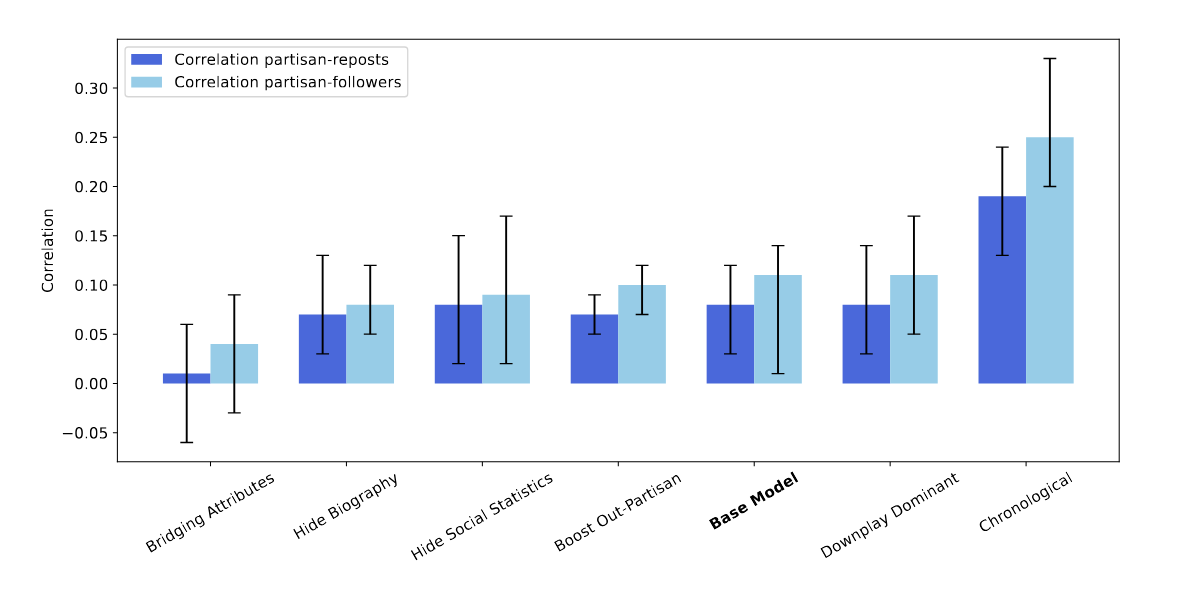 Correlation partisan-reposts
Correlation partisan-followers
Correlation
0.30
0.25
0.20
0.15
0.10
0.05
0.00
−0.05
Bridging Attributes
Hide Biography
Hide Social Statistics
Boost Out-Partisan
Base Model
Downplay Dominant
Chronological